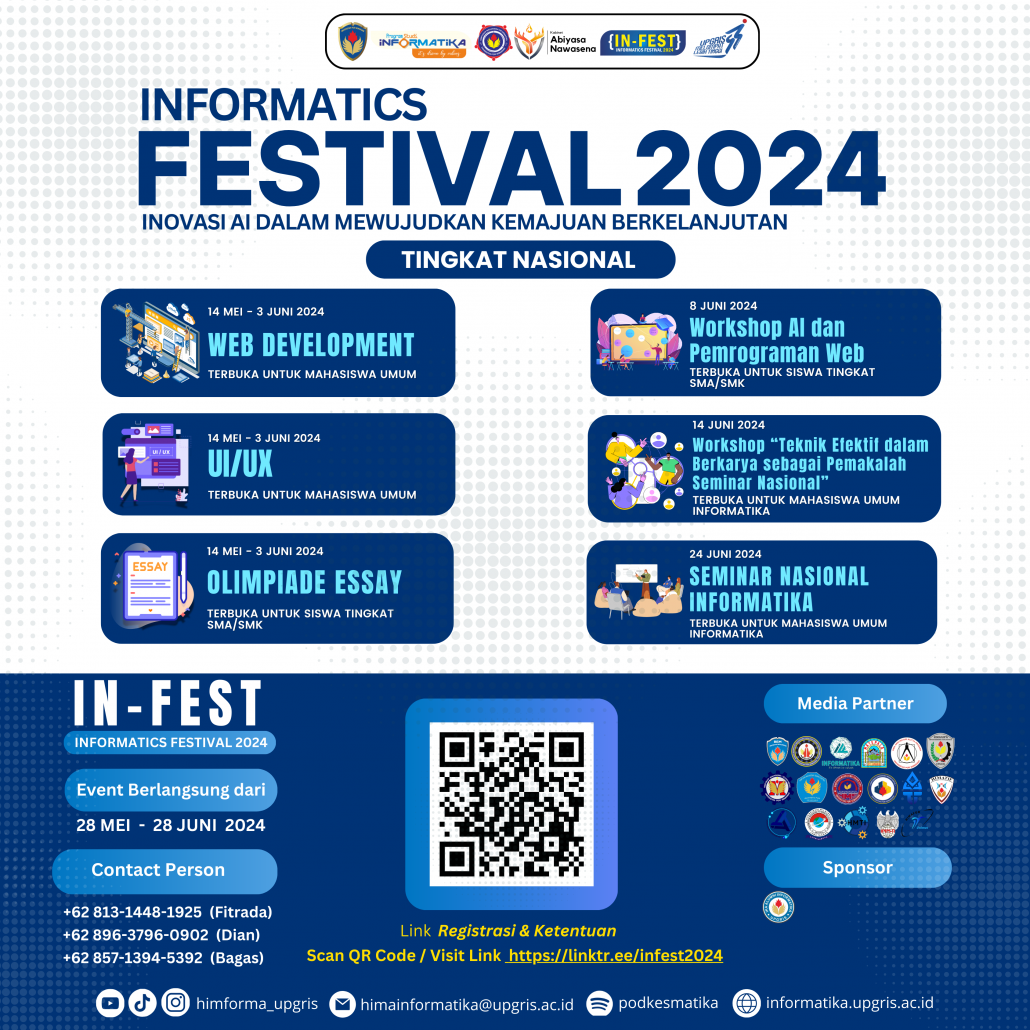 Program Studi
INFORMATIKA
it's done by value
Kabinet
Abiyasa
Nawasena
{IN-FEST}
INFORMATICS FESTIVAL 2024
UPGRIS
INFORMATICS
FESTIVAL 2024
INOVASI AI DALAM MEWUJUDKAN KEMAJUAN BERKELANJUTAN
TINGKAT NASIONAL
14 MEI - 3 JUNI 2024
WEB DEVELOPMENT
TERBUKA UNTUK MAHASISWA UMUM
UI / UX
14 MEI - 3 JUNI 2024
UI/UX
TERBUKA UNTUK MAHASISWA UMUM
ESSAY
14 MEI - 3 JUNI 2024
OLIMPIADE ESSAY
TERBUKA UNTUK SISWA TINGKAT
SMA/SMK
8 JUNI 2024
Workshop AI dan
Pemrograman Web
TERBUKA UNTUK SISWA TINGKAT
SMA/SMK
14 JUNI 2024
Workshop “Teknik Efektif dalam
Berkarya sebagai Pemakalah
Seminar Nasional”
TERBUKA UNTUK MAHASISWA UMUM
INFORMATIKA
24 JUNI 2024
SEMINAR NASIONAL
INFORMATIKA
TERBUKA UNTUK MAHASISWA UMUM
INFORMATIKA
IN-FEST
INFORMATICS FESTIVAL 2024
Event Berlangsung dari
28 MEI - 28 JUNI 2024
Contact Person
+62 813-1448-1925 (Fitrada)
+62 896-3796-0902 (Dian)
+62 857-1394-5392 (Bagas)
Link Registrasi & Ketentuan
Scan QR Code / Visit Link https://linktr.ee/infest2024
Media Partner
INFORMATIKA
Sponsor
himforma_upgris
himainformatika@upgris.ac.id
podkesmatika
informatika.upgris.ac.id